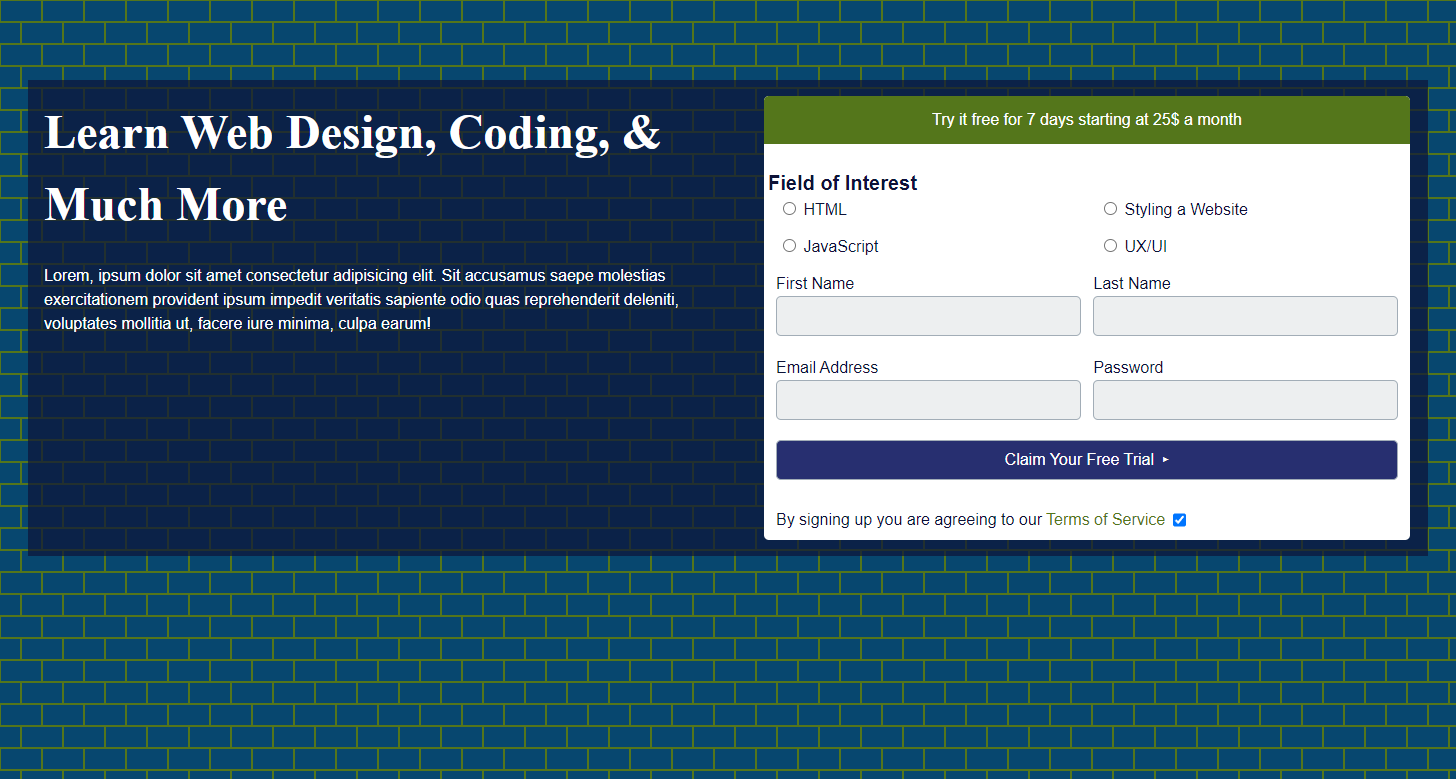 Learn Web Design, Coding, &
Much More
Lorem, ipsum dolor sit amet consectetur adipisicing elit. Sit accusamus saepe molestias
exercitationem provident ipsum impedit veritatis sapiente odio quas reprehenderit deleniti,
voluptates mollitia ut, facere iure minima, culpa earum!
Try it free for 7 days starting at 25$ a month
Field of Interest
HTML
Styling a Website
JavaScript
UX/UI
First Name
Last Name
Email Address
Password
Claim Your Free Trial ‣
By signing up you are agreeing to our Terms of Service